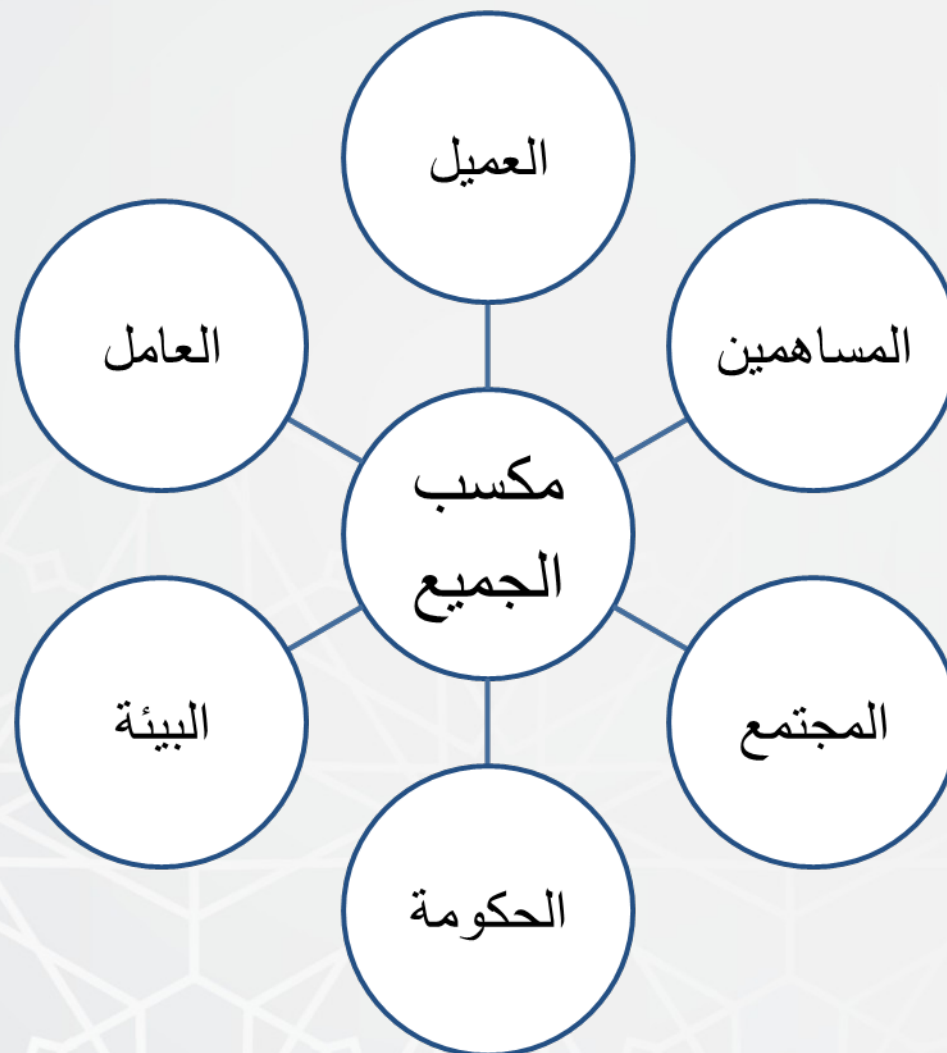 العميل
المساهمين
العامل
مكسب
الجميع
المجتمع
البيئة
الحكومة